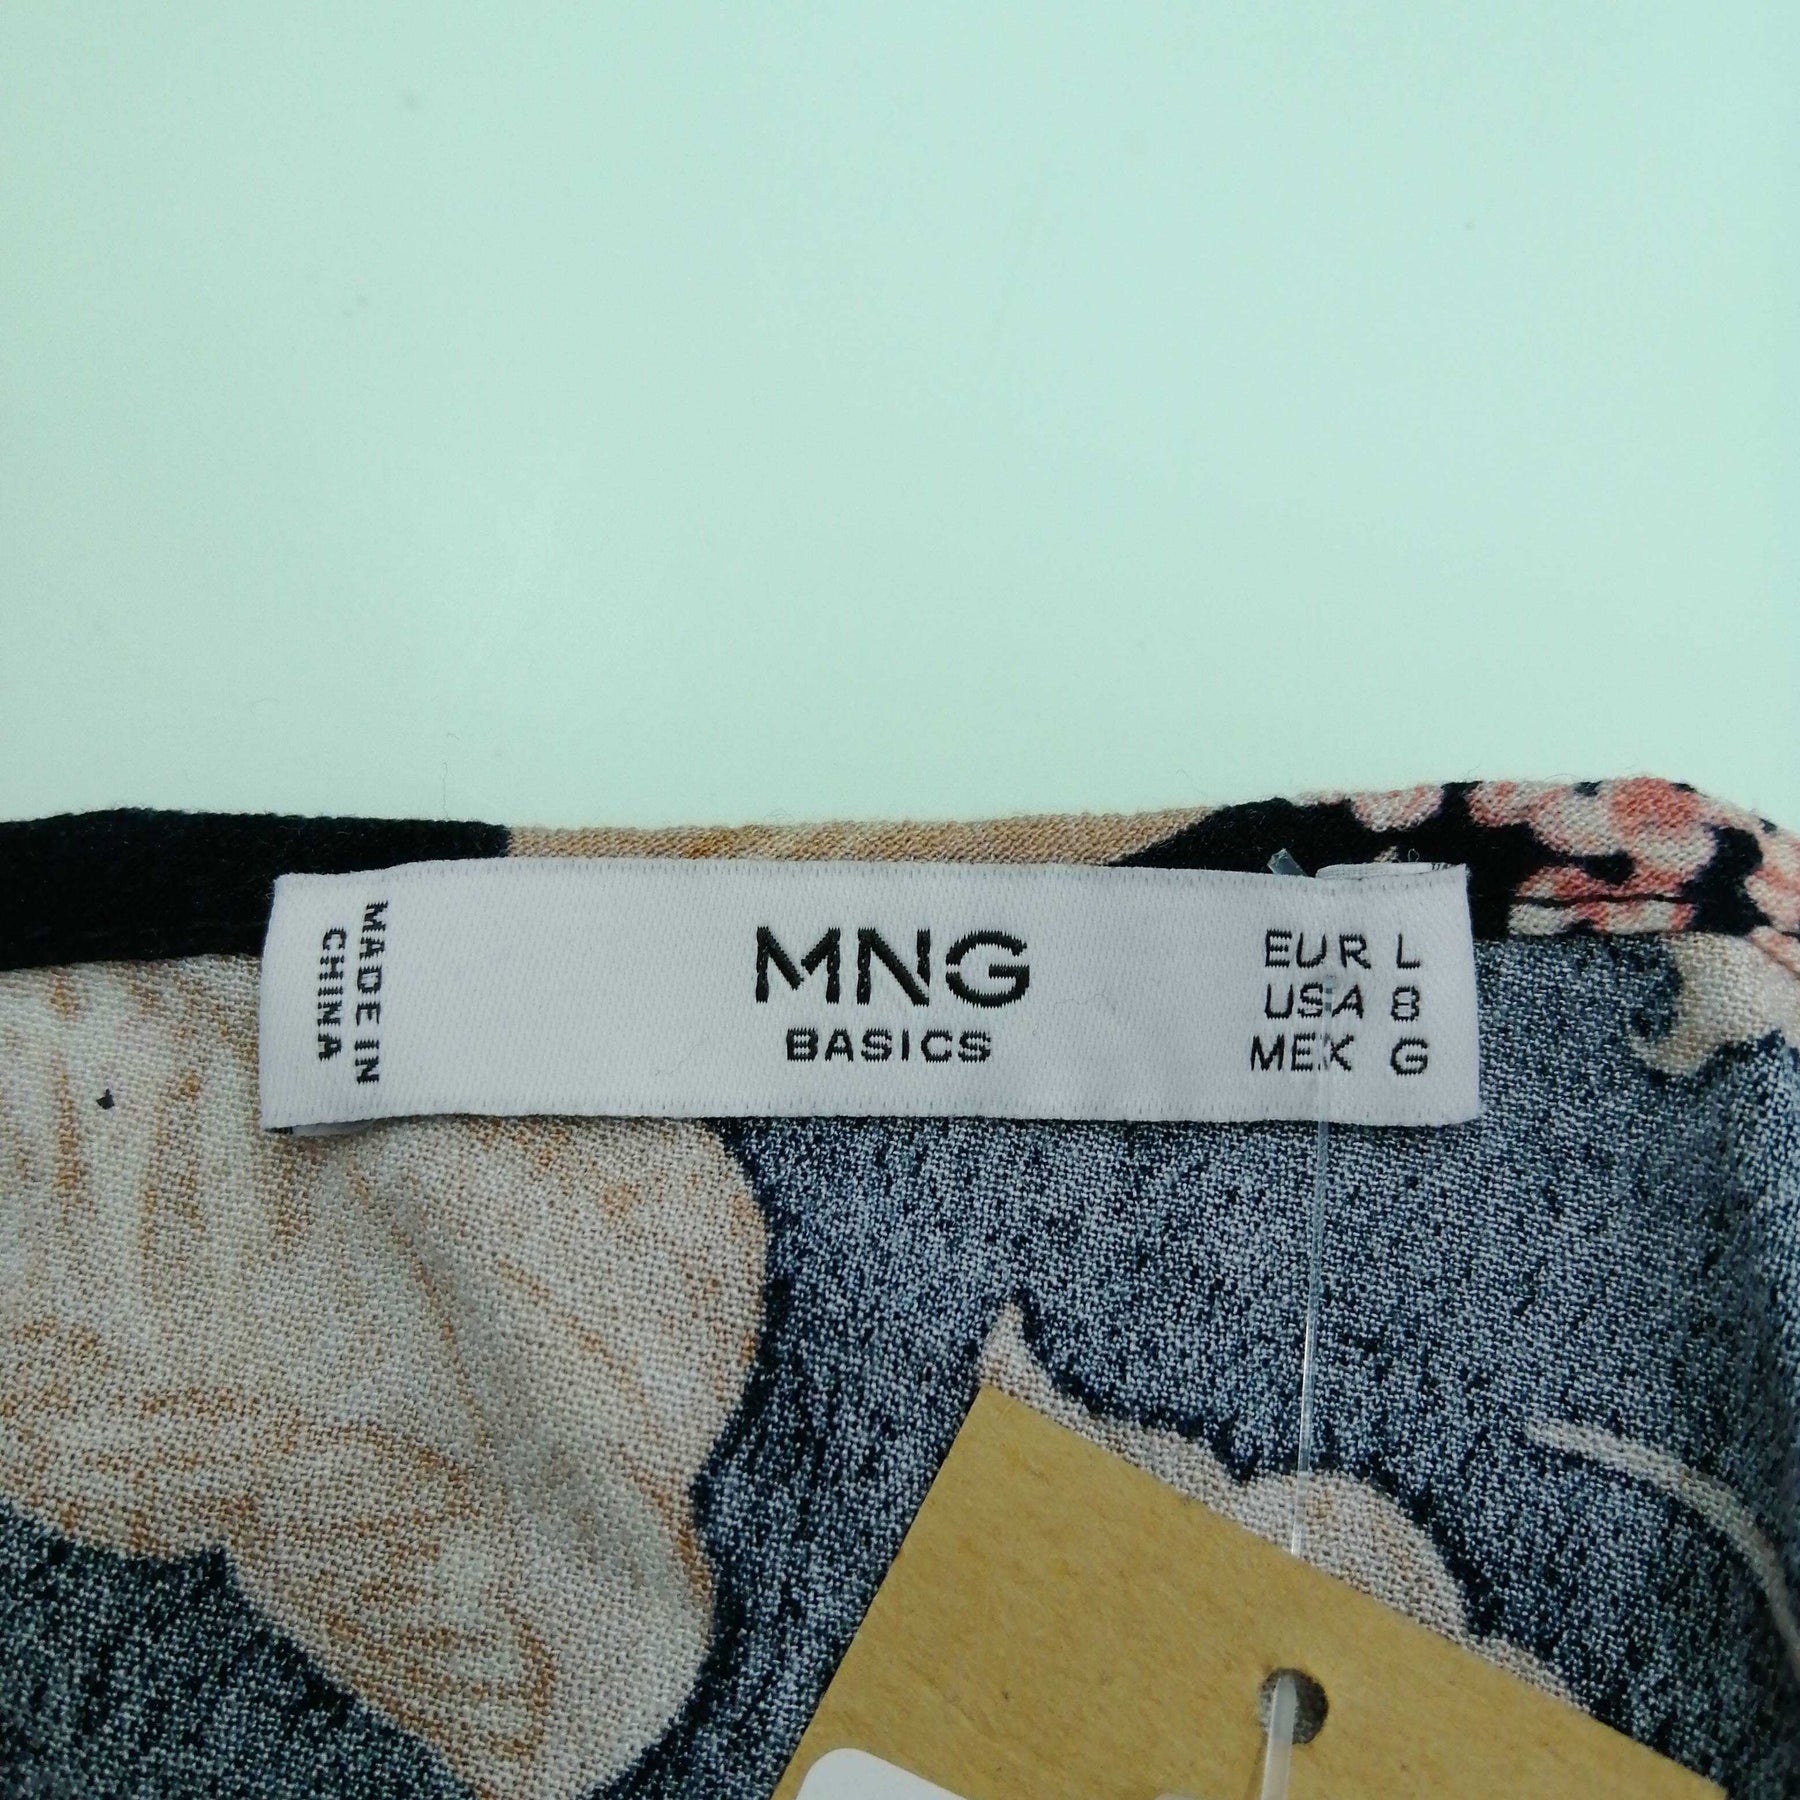 MADE IN
CHINA
MNG
BASICS
EUR L
USA 8
MEX G